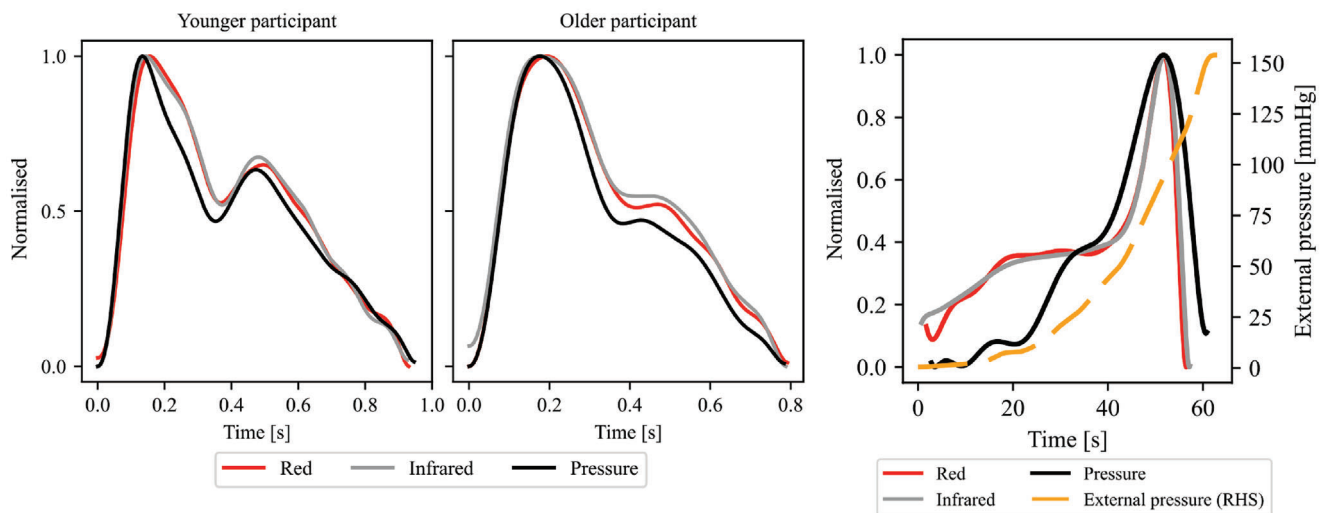 Younger participant
Older participant
Normalised
1.0
0.5
0.0
0.0 0.2 0.4 0.6 0.8 1.0
Time [s]
0.0 0.2 0.4 0.6 0.8
Time [s]
Red Infrared Pressure
Normalised
1.0
0.8
0.6
0.4
0.2
0.0
External pressure [mmHg]
150
125
100
75
50
25
0
0 20 40 60
Time [s]
Red Pressure
Infrared External pressure (RHS)